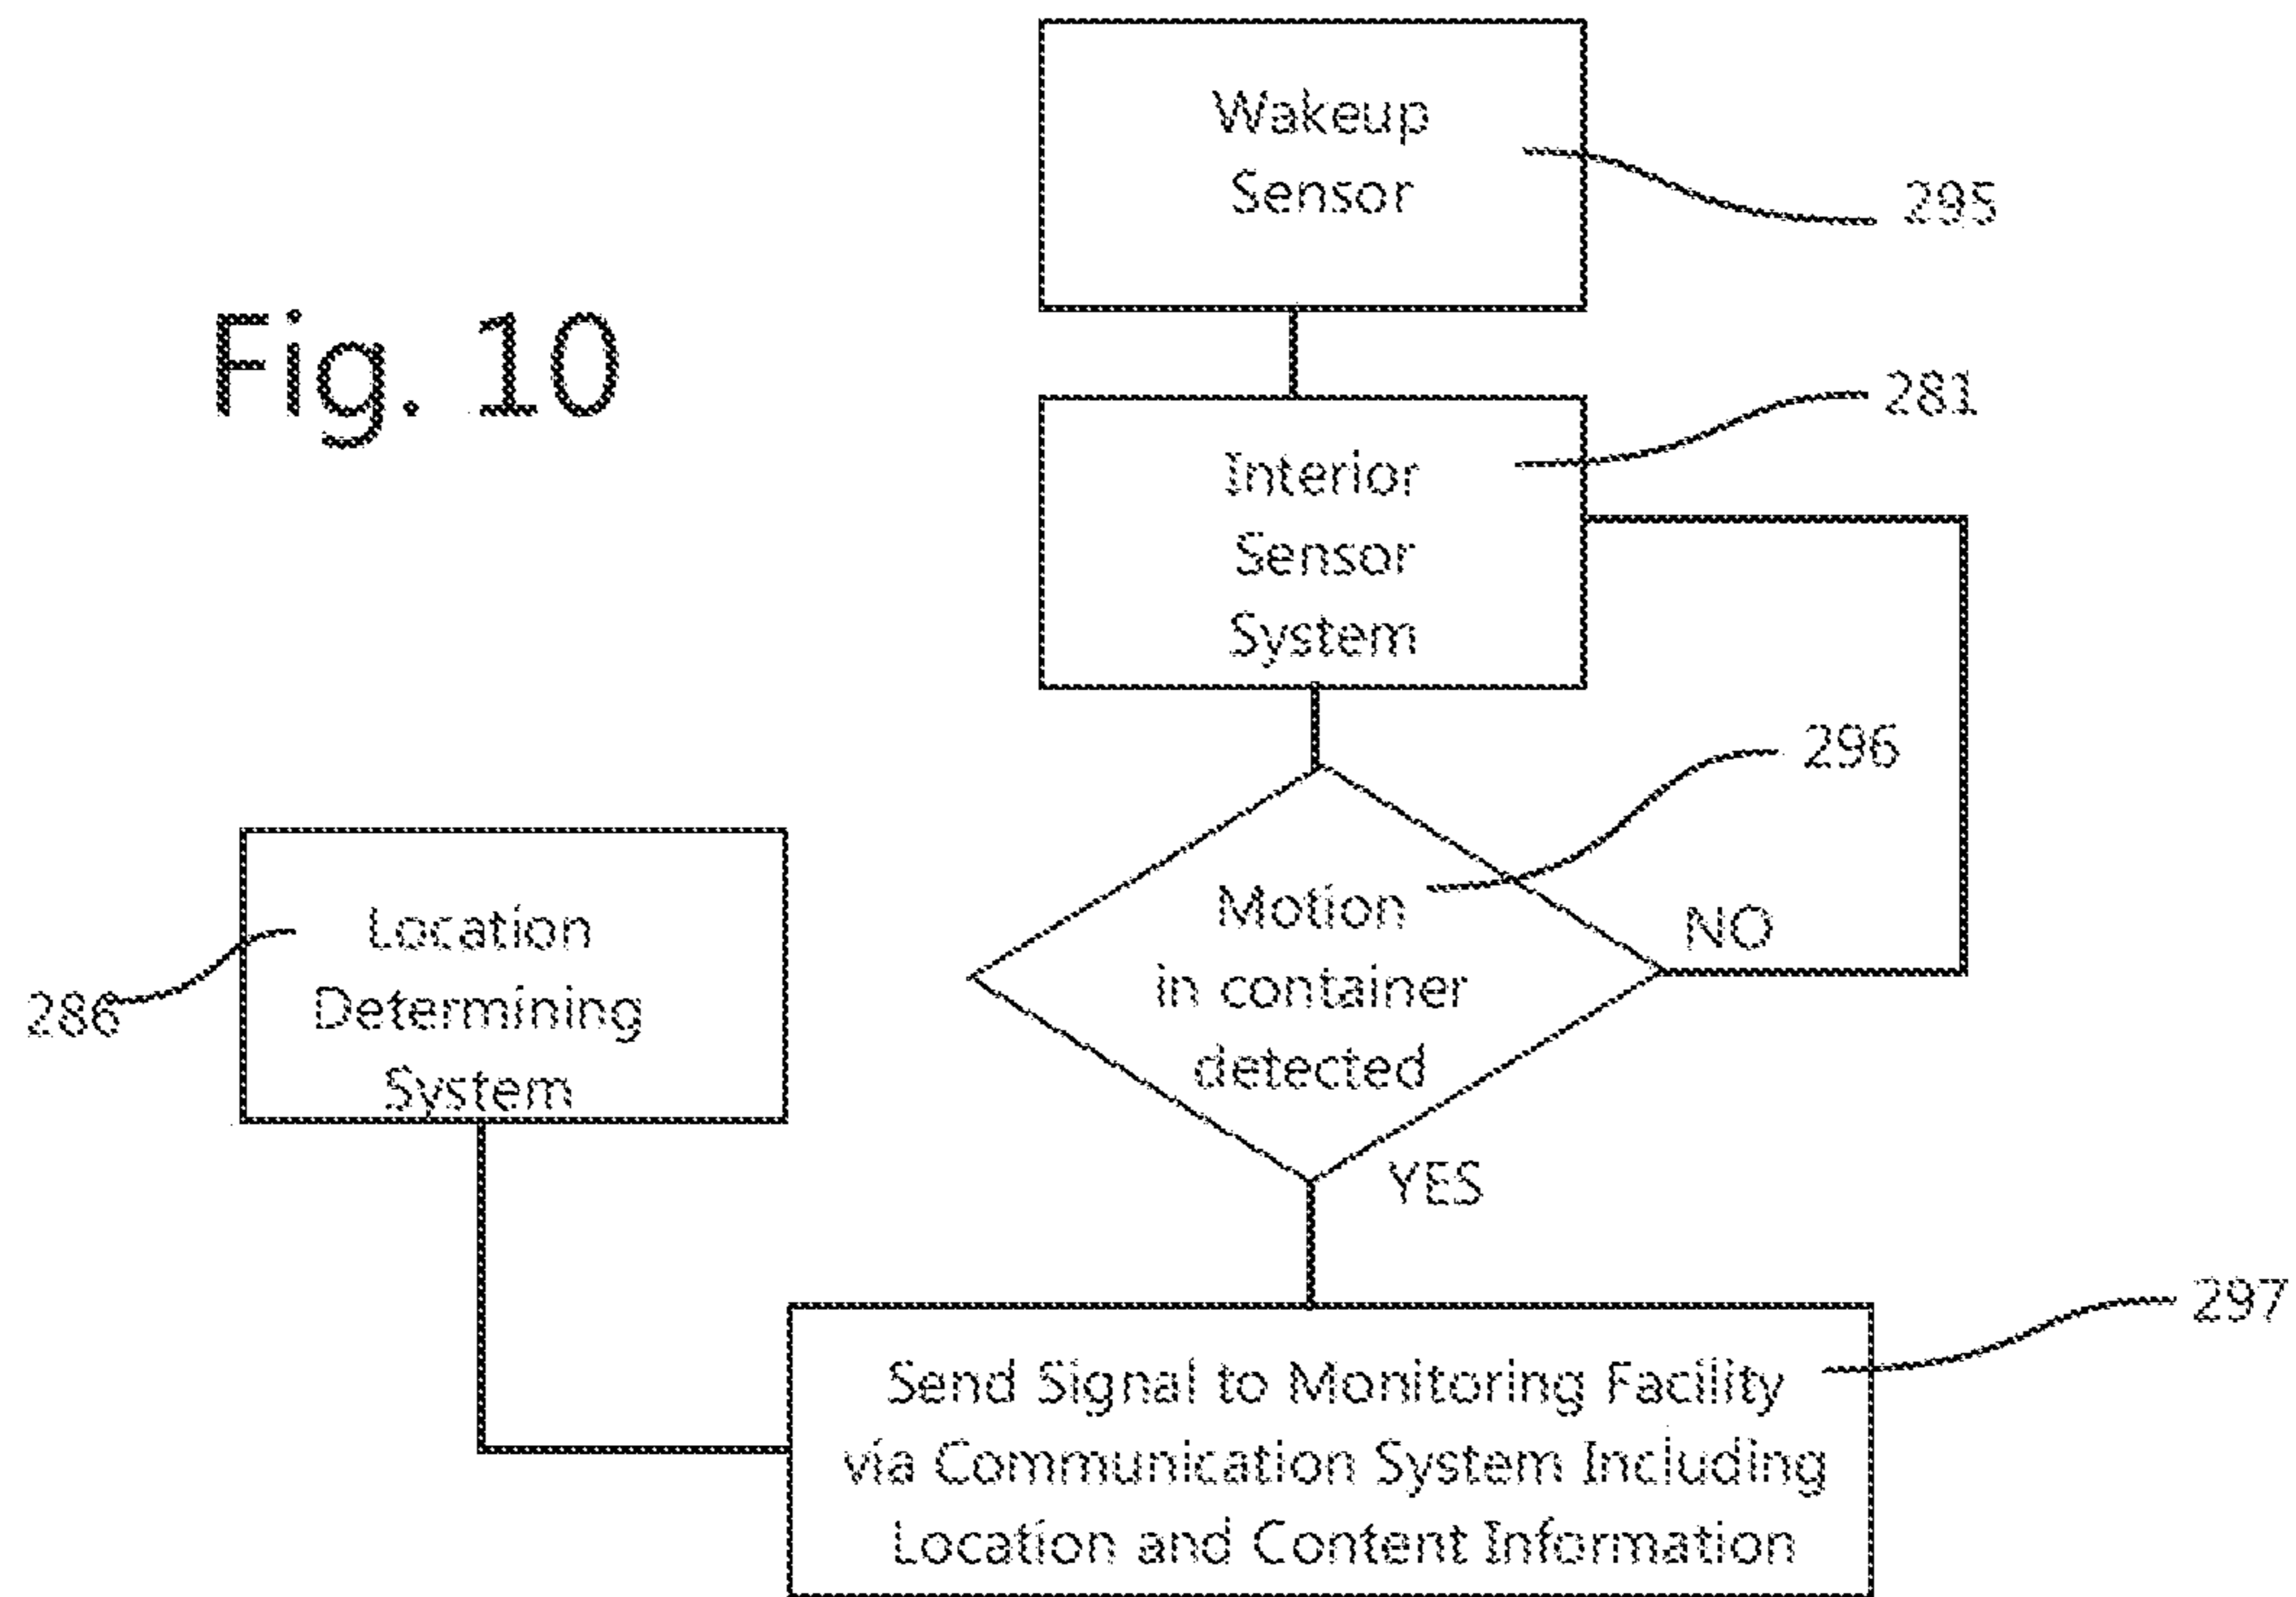 Wakeup
Sensor
295
Fig. 10
281
Interior
Sensor
System
296
Motion
in container
detected
NO
YES
Location
Determining
System
286
297
Send Signal to Monitoring Facility
via Communication System Including
Location and Content Information